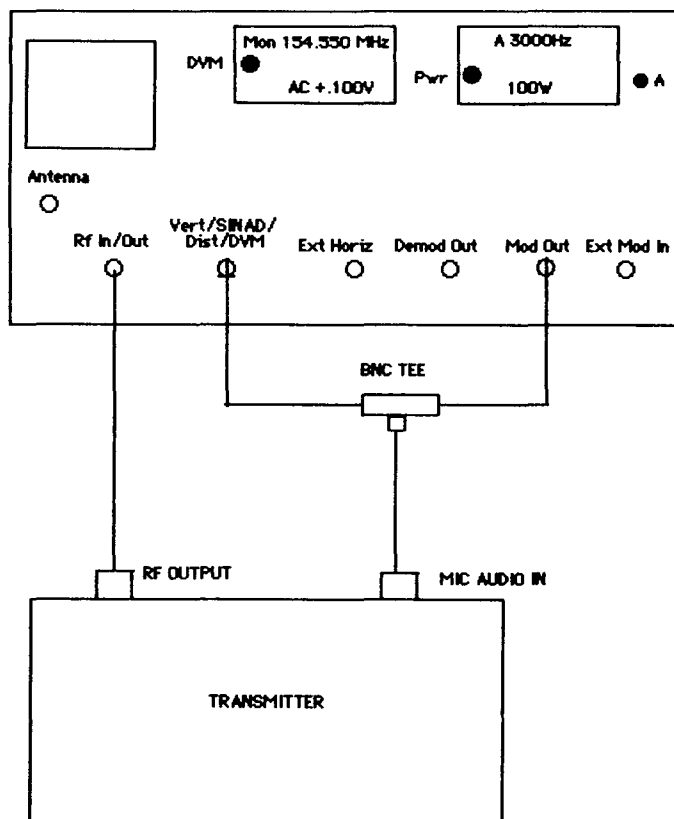 Mon 154.550 MHz
DVM
AC +.100V
A 3000Hz
Pwr
100W
A
Antenna
Rf In/Out
Vert/SINAD/
Dist/DVM
Ext Horiz
Demod Out
Mod Out
Ext Mod In
BNC TEE
RF OUTPUT
MIC AUDIO IN
TRANSMITTER